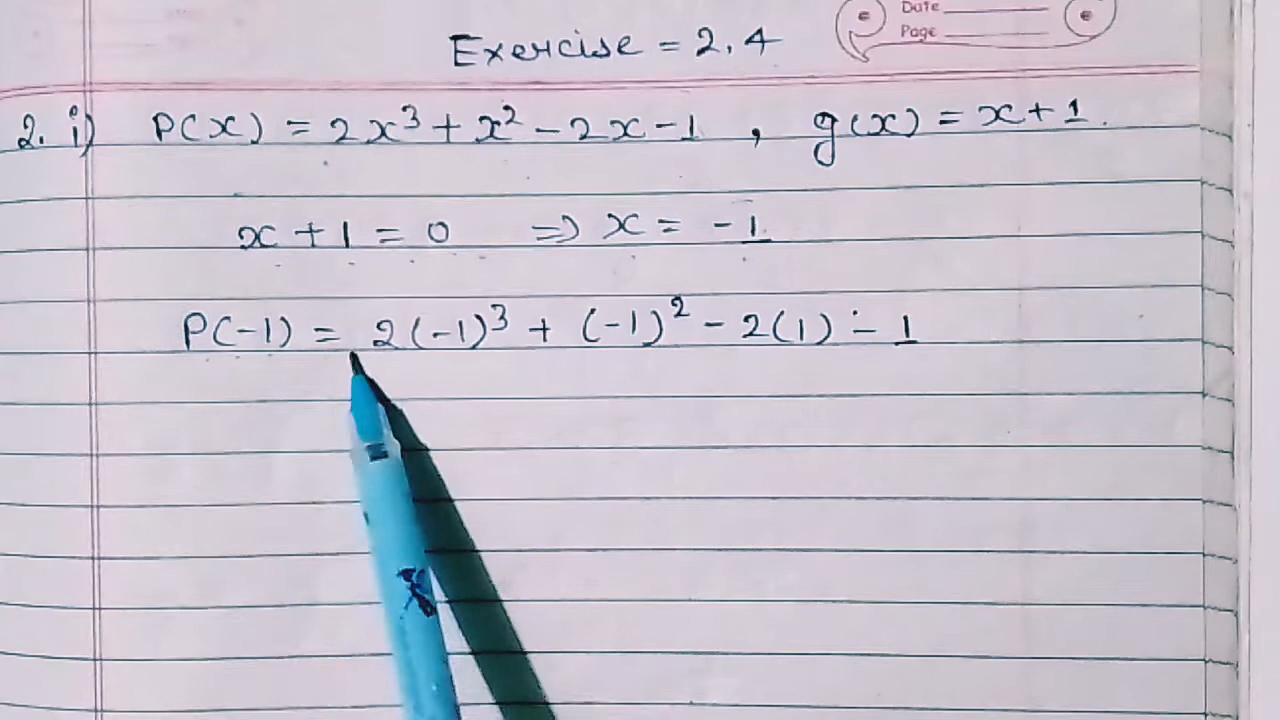 Date
Page
Exercise = 2.4
2. i) P(x) = 2x³ + x² - 2x - 1 , g(x) = x + 1.
x + 1 = 0 ⇒ x = -1
P(-1) = 2(-1)³ + (-1)² - 2(1) - 1